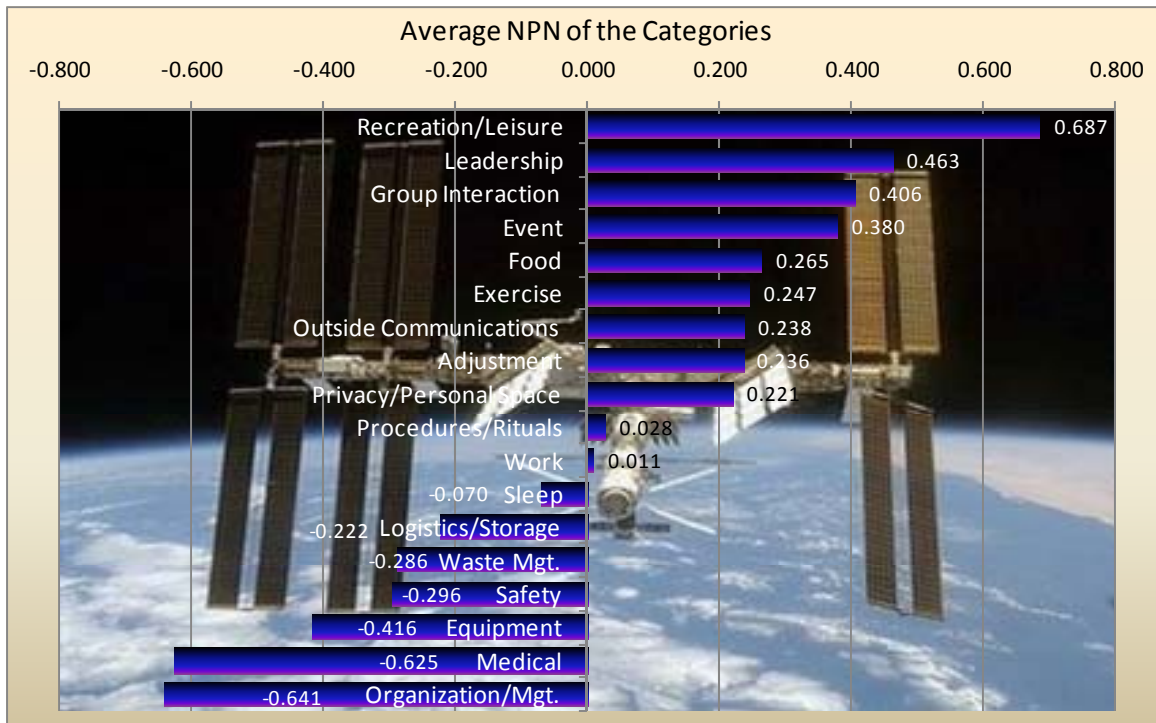 Average NPN of the Categories
-0.800 -0.600 -0.400 -0.200 0.000 0.200 0.400 0.600 0.800
Recreation/Leisure 0.687
Leadership 0.463
Group Interaction 0.406
Event 0.380
Food 0.265
Exercise 0.247
Outside Communications 0.238
Adjustment 0.236
Privacy/Personal Space 0.221
Procedures/Rituals 0.028
Work 0.011
-0.070 Sleep
-0.222 Logistics/Storage
-0.286 Waste Mgt.
-0.296 Safety
-0.416 Equipment
-0.625 Medical
-0.641 Organization/Mgt.